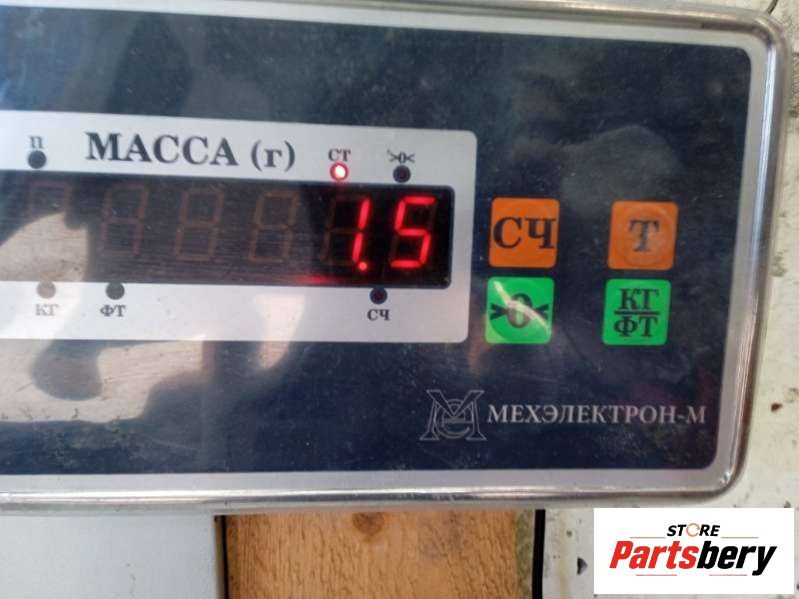 П МАССА (г) СТ >0<
1.5
КГ ФТ СЧ
СЧ Т
>0< КГ/ФТ
МЕХЭЛЕКТРОН-М
STORE
Partsbery